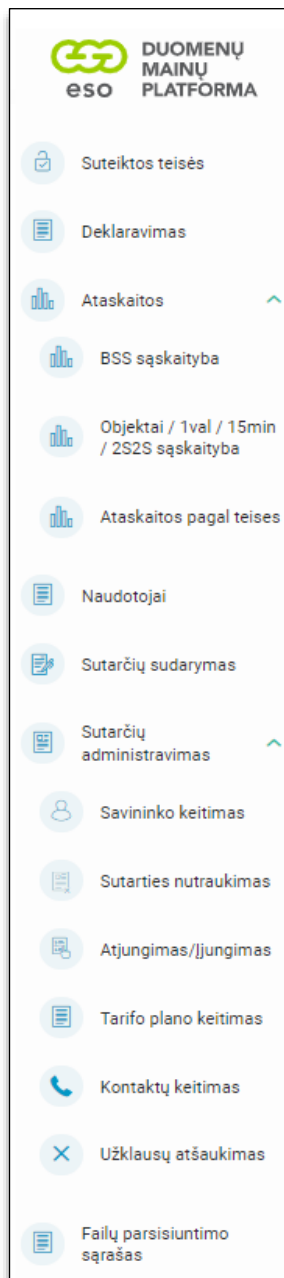 DUOMENŲ
MAINŲ
PLATFORMA
eso
Suteiktos teisės
Deklaravimas
Ataskaitos
BSS sąskaityba
Objektai / 1val / 15min
/ 2S2S sąskaityba
Ataskaitos pagal teises
Naudotojai
Sutarčių sudarymas
Sutarčių
administravimas
Savininko keitimas
Sutarties nutraukimas
Atjungimas/Įjungimas
Tarifo plano keitimas
Kontaktų keitimas
Užklausų atšaukimas
Failų parsisiuntimo
sąrašas